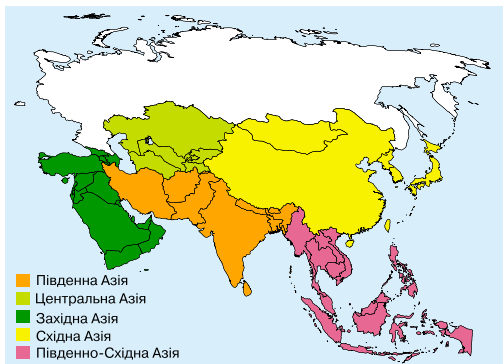 Південна Азія
Центральна Азія
Західна Азія
Східна Азія
Південно-Східна Азія